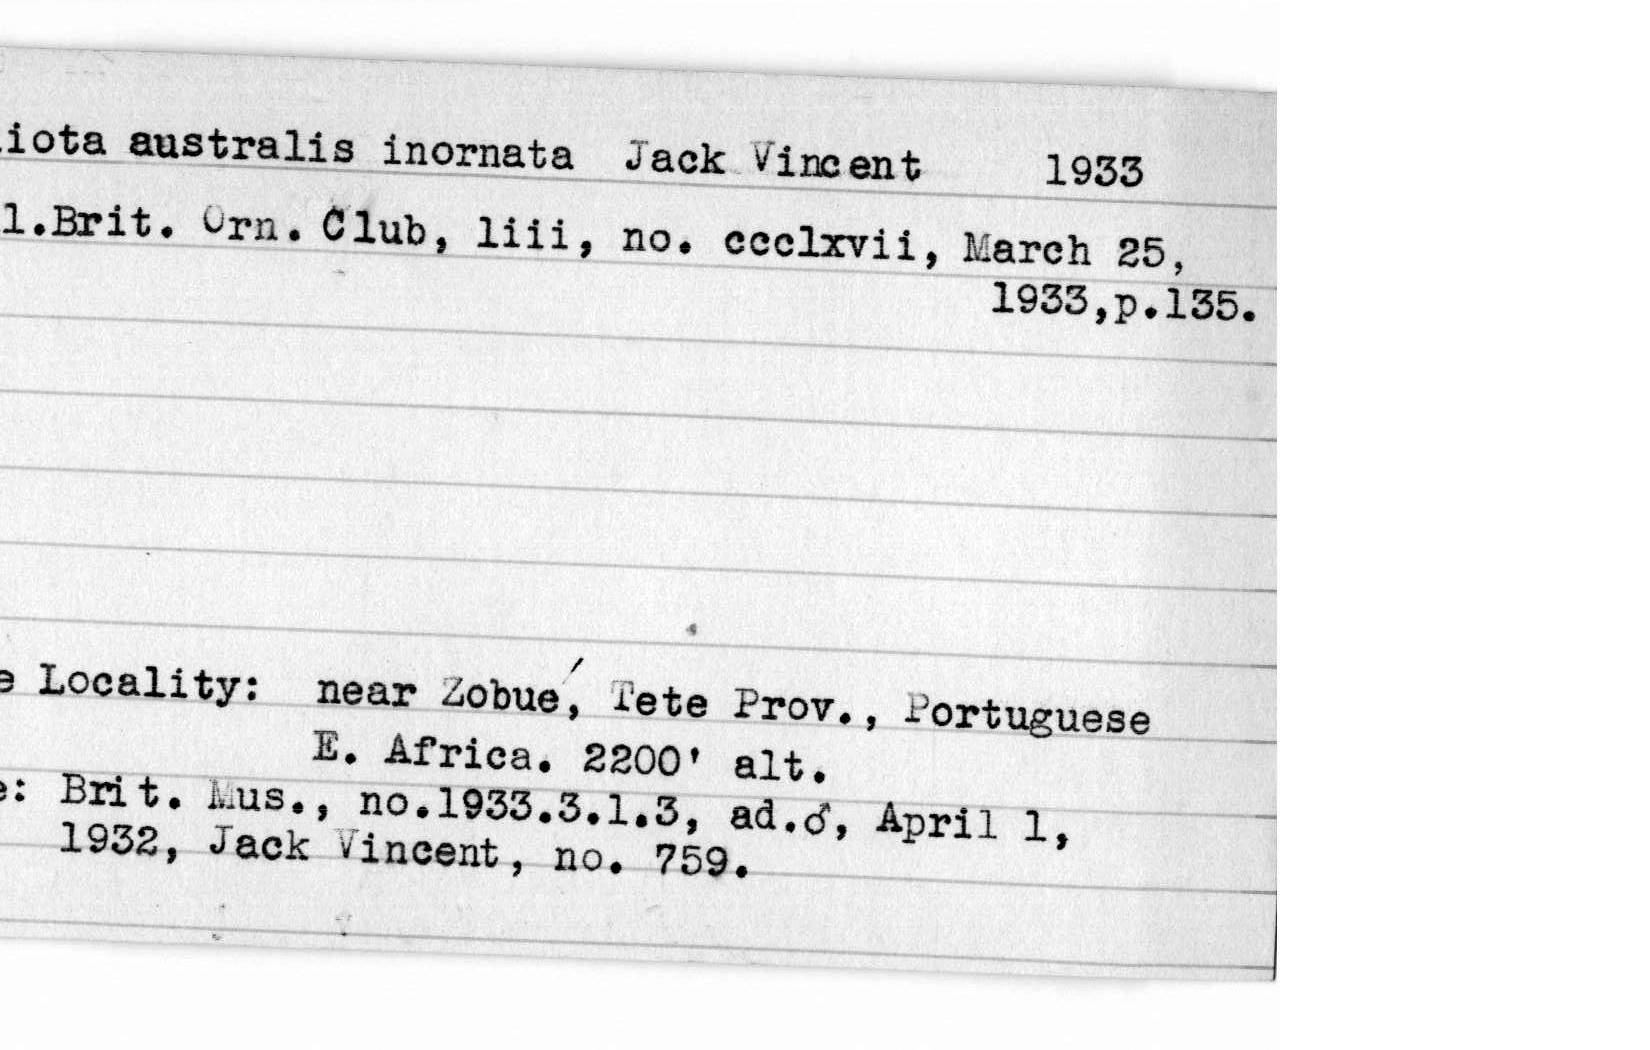 iota australis inornata Jack Vincent 1933
l.Brit. Orn. Club, liii, no. ccclxvii, March 25,
1933,p.135.
e Locality: near Zobué, Tete Prov., Portuguese
E. Africa. 2200' alt.
e: Brit. Mus., no.1933.3.1.3, ad.♂, April 1,
1932, Jack Vincent, no. 759.